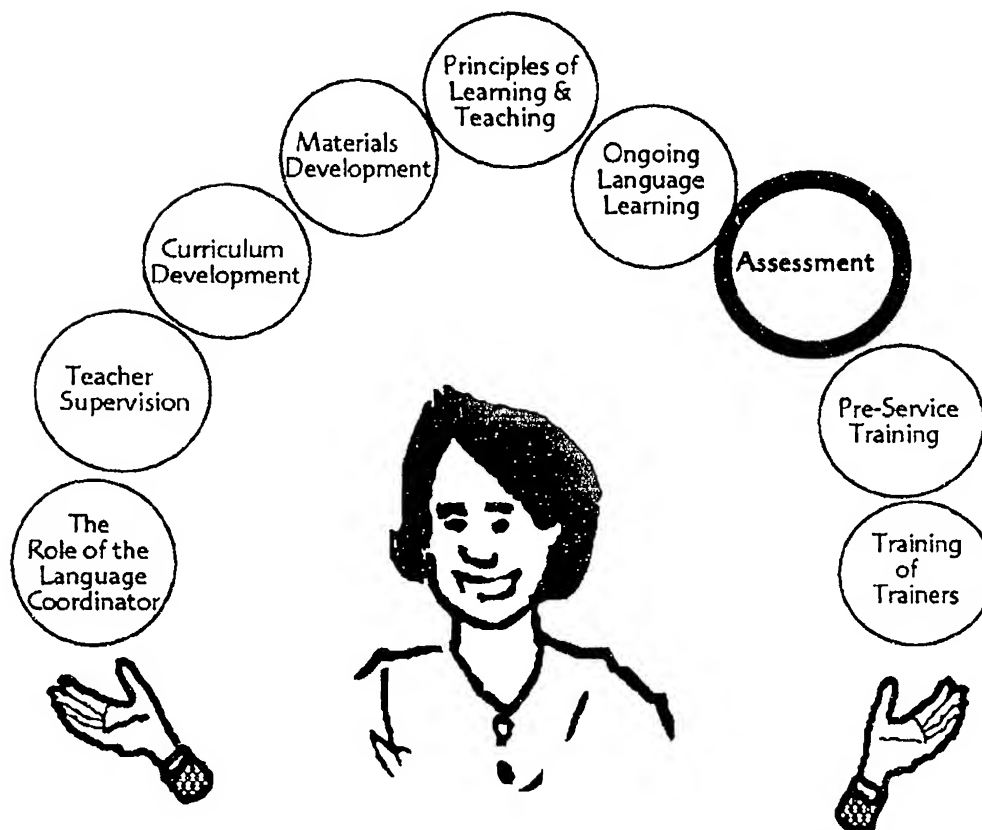 The
Role of the
Language
Coordinator
Teacher
Supervision
Curriculum
Development
Materials
Development
Principles of
Learning &
Teaching
Ongoing
Language
Learning
Assessment
Pre-Service
Training
Training
of
Trainers